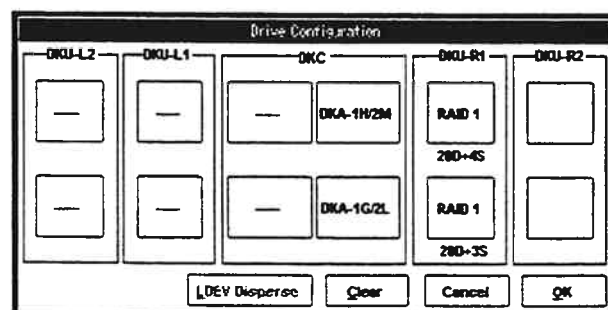 Drive Configuration
DKU-L2 DKU-L1 DKC DKU-R1 DKU-R2
— — — DKA-1H/2M RAID 1
28D+4S
— — — DKA-1G/2L RAID 1
28D+3S
LDEV Disperse Clear Cancel OK